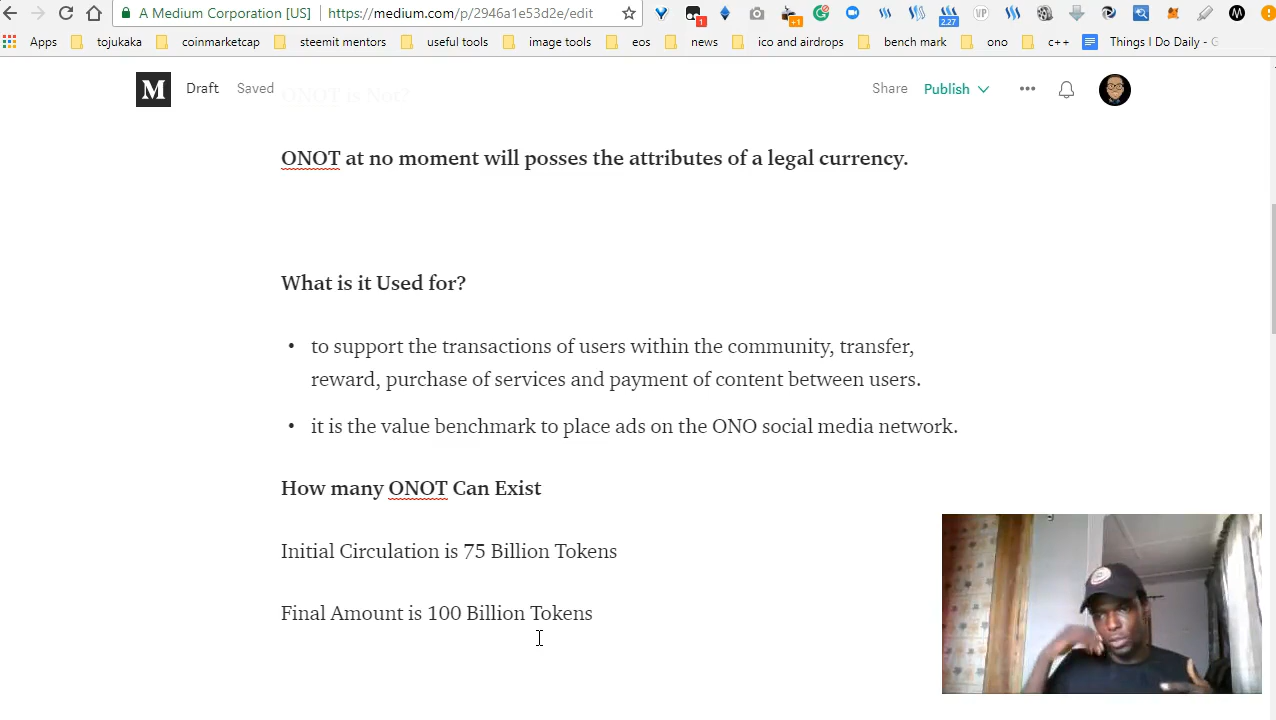 A Medium Corporation [US] https://medium.com/p/2946a1e53d2e/edit
1 +1 2.27 VP M
Apps tojukaka coinmarketcap steemit mentors useful tools image tools eos news ico and airdrops bench mark ono c++ Things I Do Daily - G
M Draft Saved ONOT is Not? Share Publish
ONOT at no moment will posses the attributes of a legal currency.
What is it Used for?
• to support the transactions of users within the community, transfer,
reward, purchase of services and payment of content between users.
• it is the value benchmark to place ads on the ONO social media network.
How many ONOT Can Exist
Initial Circulation is 75 Billion Tokens
Final Amount is 100 Billion Tokens